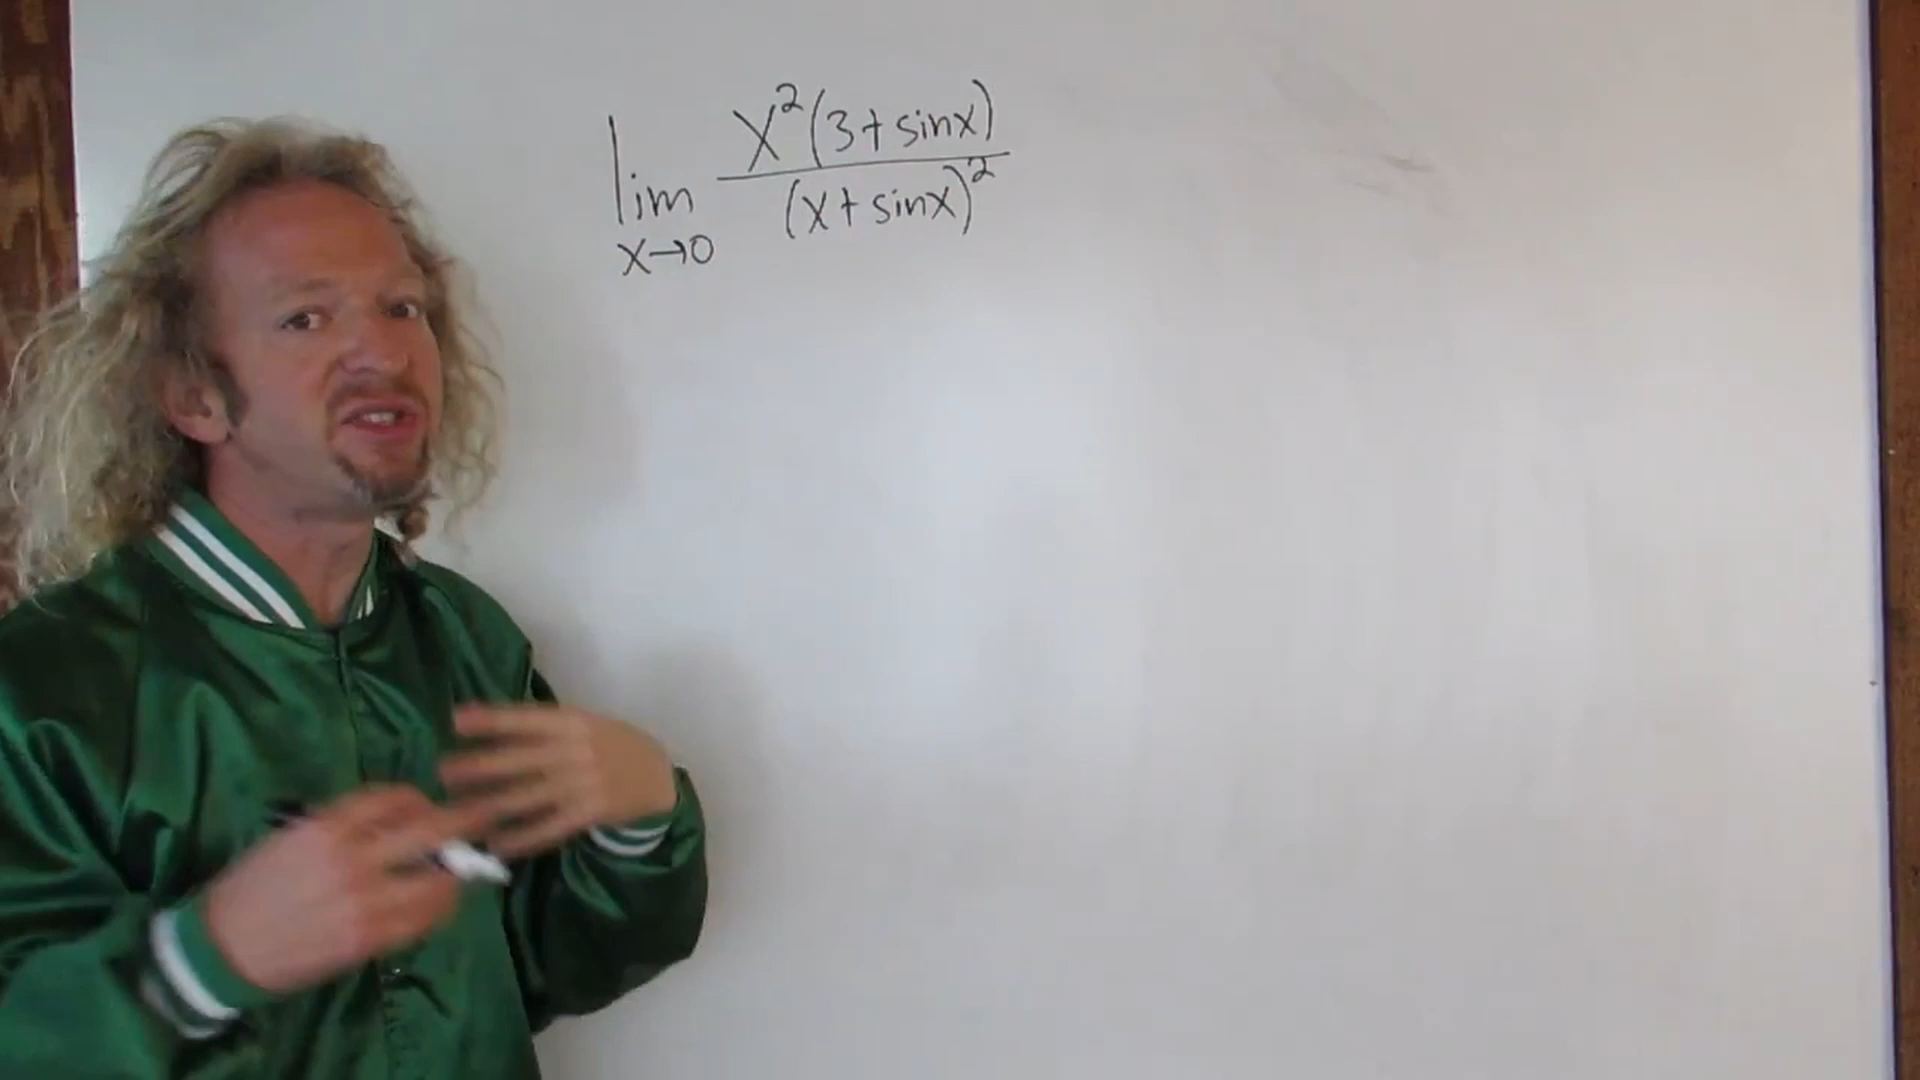 lim x→0 x²(3+sinx) / (x+sinx)²